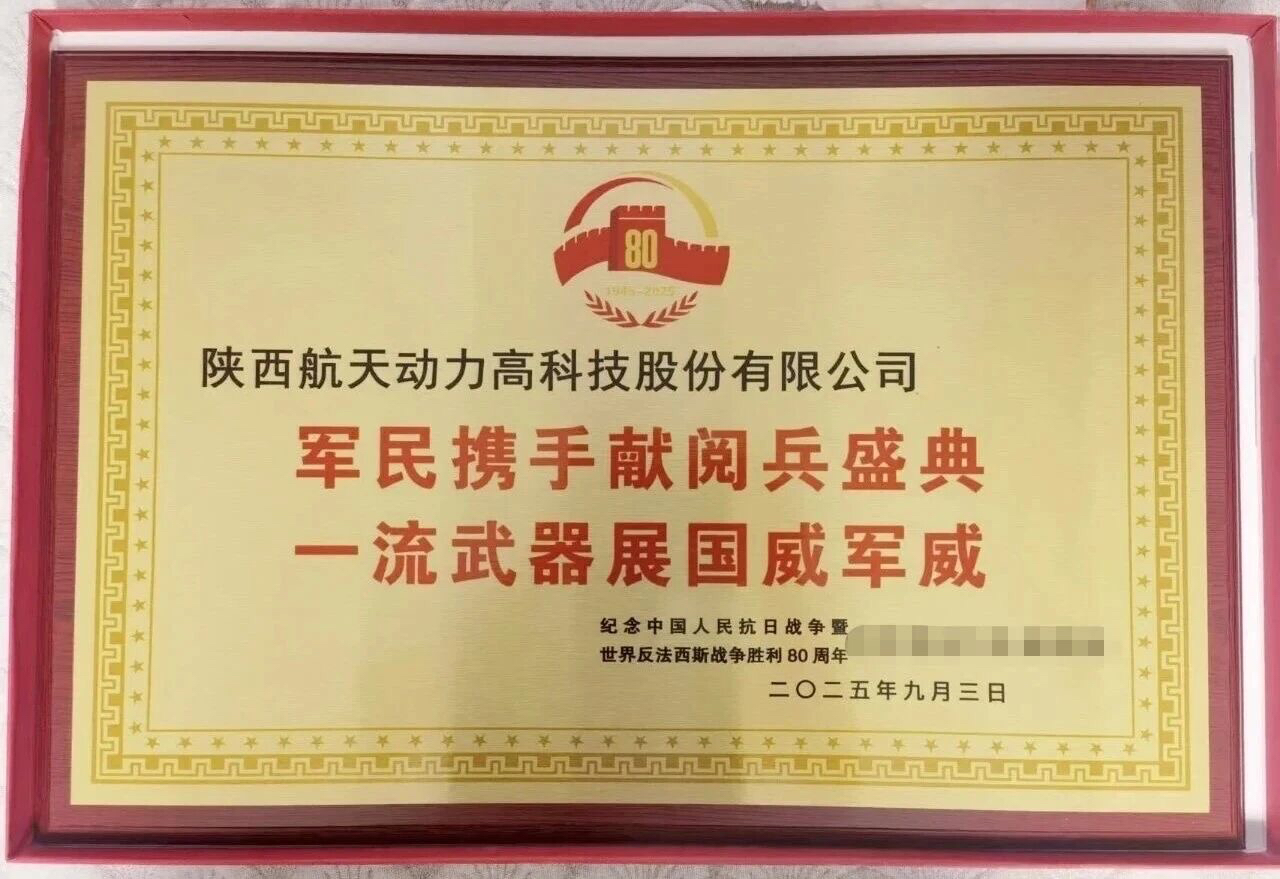 80
1945-2025
陕西航天动力高科技股份有限公司
军民携手献阅兵盛典
一流武器展国威军威
纪念中国人民抗日战争暨
世界反法西斯战争胜利80周年
二〇二五年九月三日